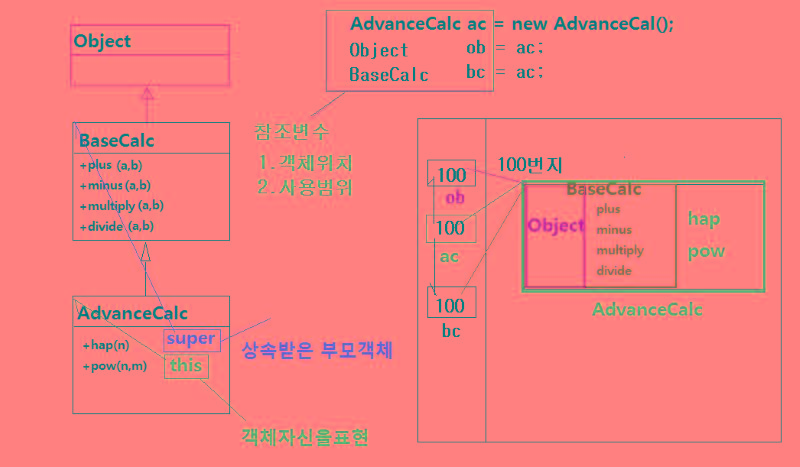 AdvanceCalc ac = new AdvanceCal();
Object ob = ac;
BaseCalc bc = ac;
Object
참조변수
1.객체위치
2.사용범위
BaseCalc
+plus (a,b)
+minus(a,b)
+multiply(a,b)
+divide (a,b)
AdvanceCalc
+hap(n)
+pow(n,m)
super
this
상속받은 부모객체
객체자신을표현
100번지
100
ob
100
ac
100
bc
Object
BaseCalc
plus
minus
multiply
divide
hap
pow
AdvanceCalc